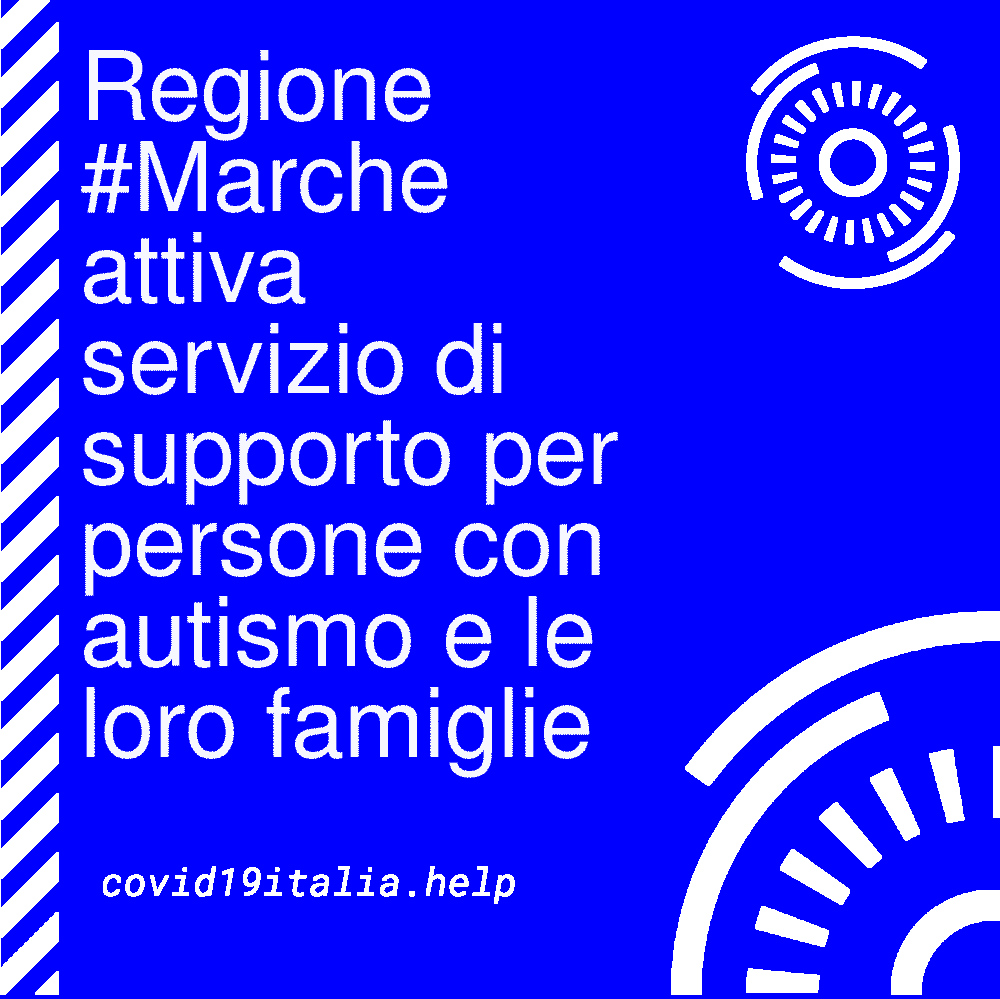 Regione
#Marche
attiva
servizio di
supporto per
persone con
autismo e le
loro famiglie
covid19italia.help